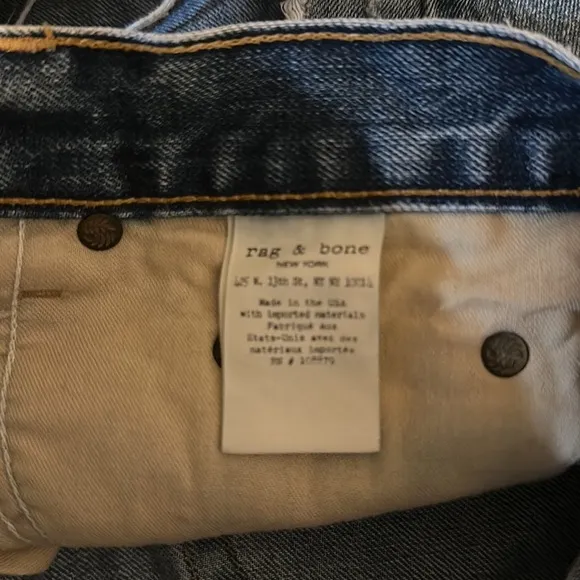 rag & bone
NEW YORK
425 W. 13th St, NY NY 10014
Made in the Usa
with imported materials
Fabriqué Aux
Etats-Unis avec des
matériaux importés
RN #